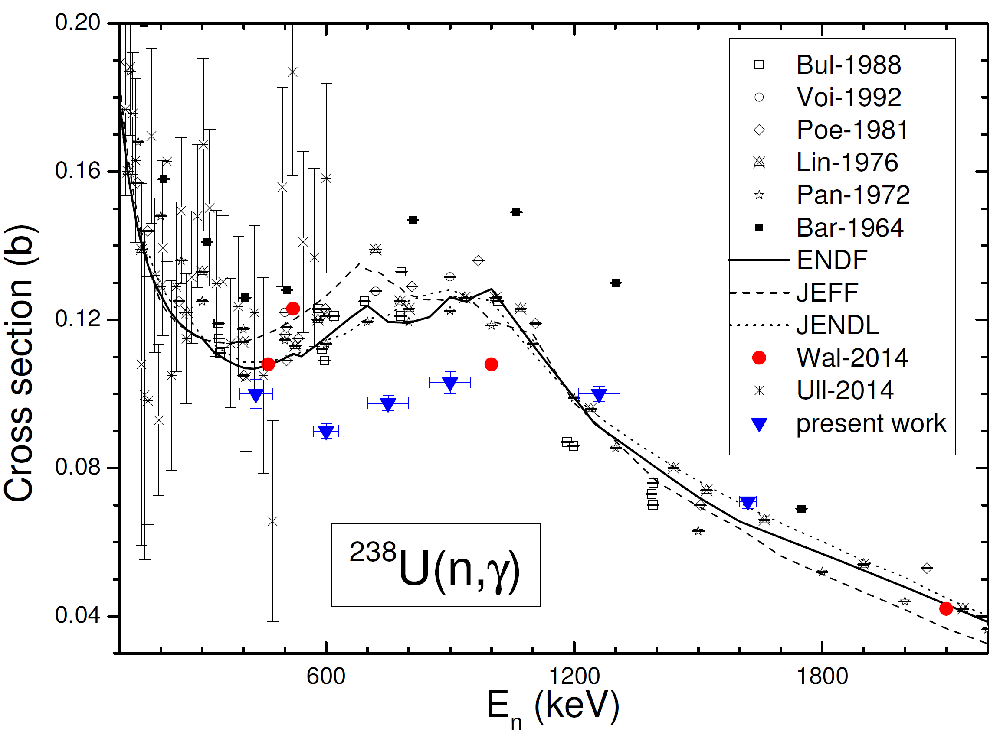 0.20
0.16
0.12
0.08
0.04
Cross section (b)
Bul-1988
Voi-1992
Poe-1981
Lin-1976
Pan-1972
Bar-1964
ENDF
JEFF
JENDL
Wal-2014
Ull-2014
present work
²³⁸U(n,γ)
600 1200 1800
Eₙ (keV)